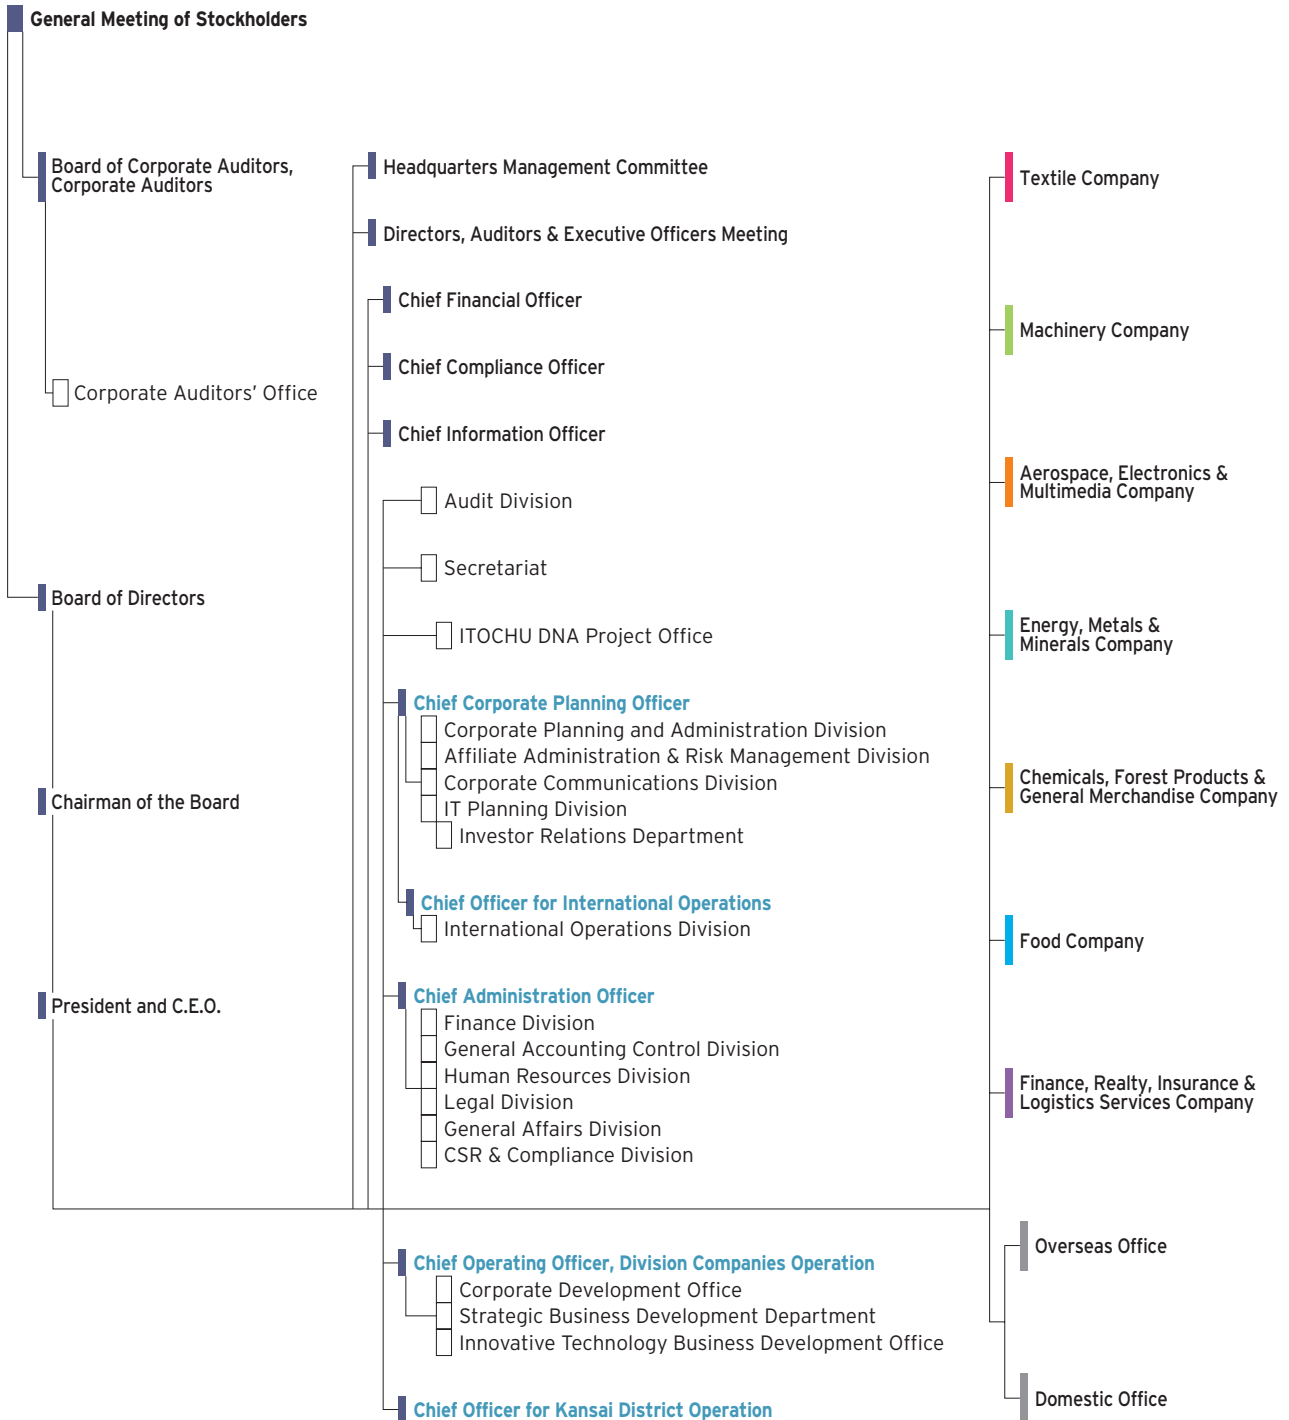 General Meeting of Stockholders
Board of Corporate Auditors,
Corporate Auditors
Corporate Auditors’ Office
Board of Directors
Chairman of the Board
President and C.E.O.
Headquarters Management Committee
Directors, Auditors & Executive Officers Meeting
Chief Financial Officer
Chief Compliance Officer
Chief Information Officer
Audit Division
Secretariat
ITOCHU DNA Project Office
Chief Corporate Planning Officer
Corporate Planning and Administration Division
Affiliate Administration & Risk Management Division
Corporate Communications Division
IT Planning Division
Investor Relations Department
Chief Officer for International Operations
International Operations Division
Chief Administration Officer
Finance Division
General Accounting Control Division
Human Resources Division
Legal Division
General Affairs Division
CSR & Compliance Division
Chief Operating Officer, Division Companies Operation
Corporate Development Office
Strategic Business Development Department
Innovative Technology Business Development Office
Chief Officer for Kansai District Operation
Textile Company
Machinery Company
Aerospace, Electronics &
Multimedia Company
Energy, Metals &
Minerals Company
Chemicals, Forest Products &
General Merchandise Company
Food Company
Finance, Realty, Insurance &
Logistics Services Company
Overseas Office
Domestic Office